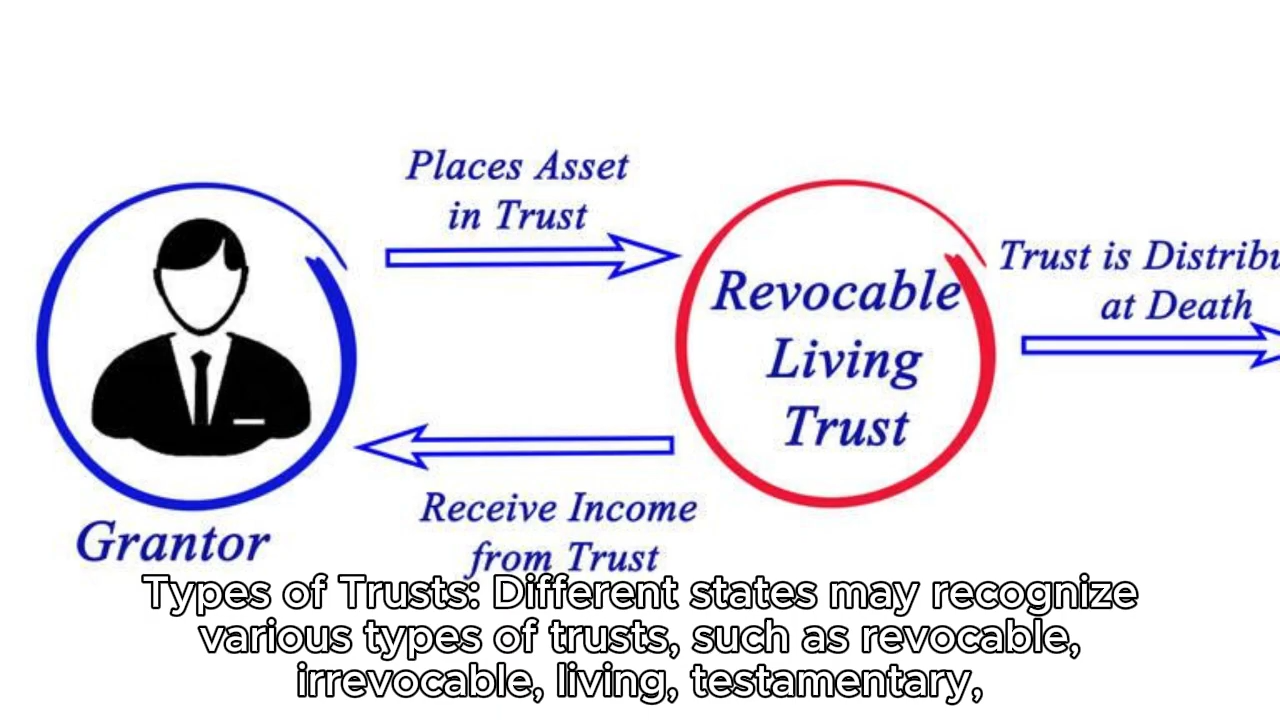 Places Asset
in Trust
Trust is
at Death
Revocable
Living
Trust
Receive Income
from Trust
Grantor
Types of Trusts: Different states may recognize
various types of trusts, such as revocable,
irrevocable, living, testamentary,